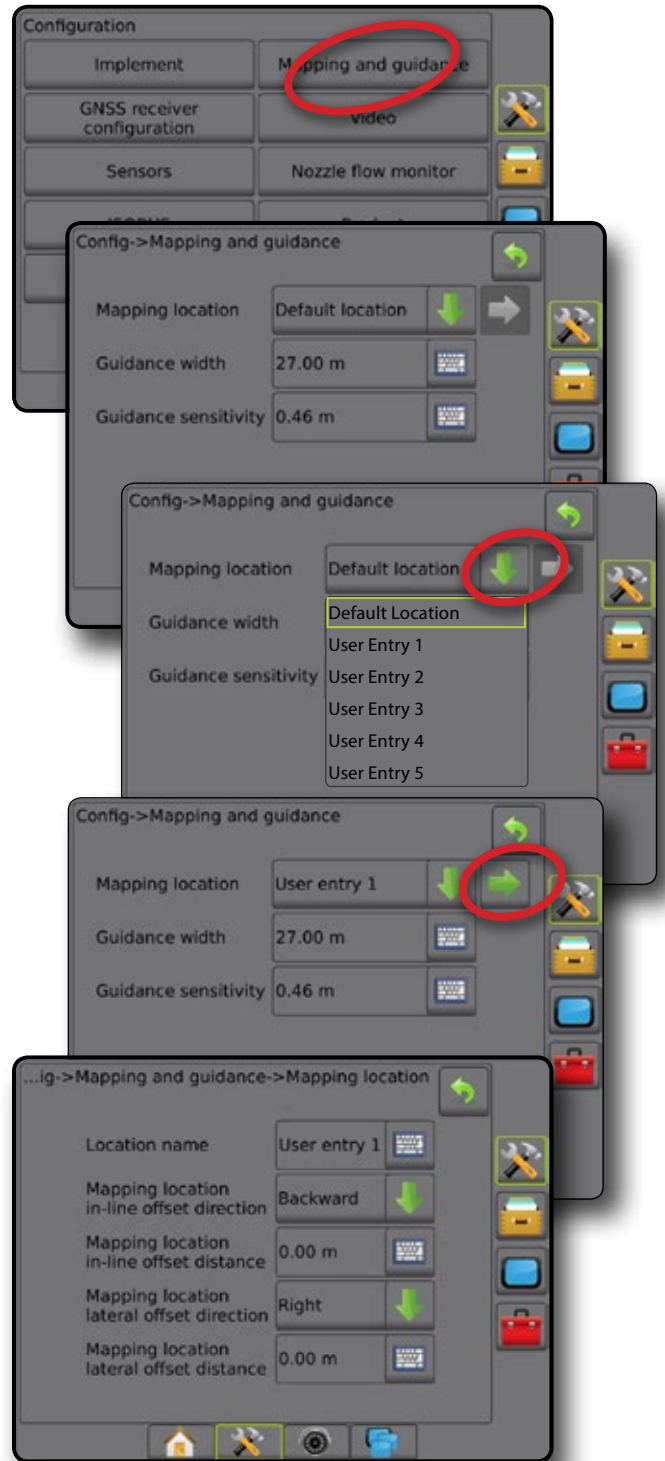 Configuration
Implement
Mapping and guidance
GNSS receiver
configuration
Video
Sensors
Nozzle flow monitor
Config->Mapping and guidance
Mapping location
Default location
Guidance width
27.00 m
Guidance sensitivity
0.46 m
Config->Mapping and guidance
Mapping location
Default location
Guidance width
Default Location
User Entry 1
Guidance sensitivity
User Entry 2
User Entry 3
User Entry 4
User Entry 5
Config->Mapping and guidance
Mapping location
User entry 1
Guidance width
27.00 m
Guidance sensitivity
0.46 m
...ig->Mapping and guidance->Mapping location
Location name
User entry 1
Mapping location
in-line offset direction
Backward
Mapping location
in-line offset distance
0.00 m
Mapping location
lateral offset direction
Right
Mapping location
lateral offset distance
0.00 m